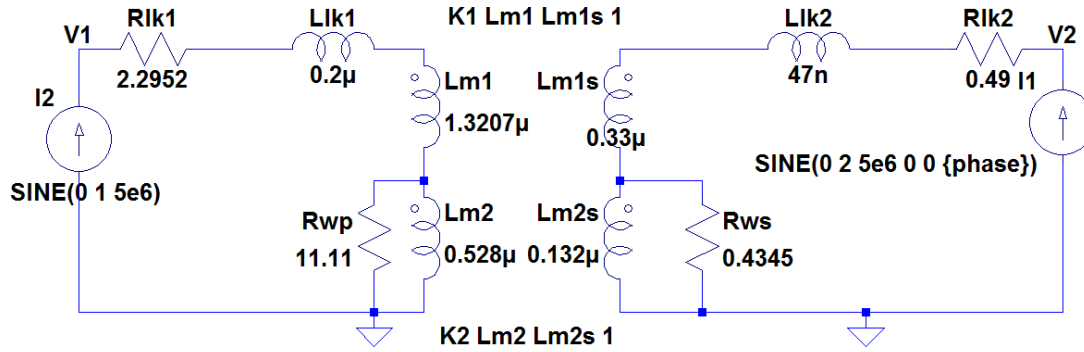 K1 Lm1 Lm1s 1
V1
Rlk1
2.2952
Llk1
0.2µ
Llk2
47n
Rlk2
0.49
V2
I2
SINE(0 1 5e6)
Lm1
1.3207µ
Lm1s
0.33µ
I1
SINE(0 2 5e6 0 0 {phase})
Rwp
11.11
Lm2
0.528µ
Lm2s
0.132µ
Rws
0.4345
K2 Lm2 Lm2s 1